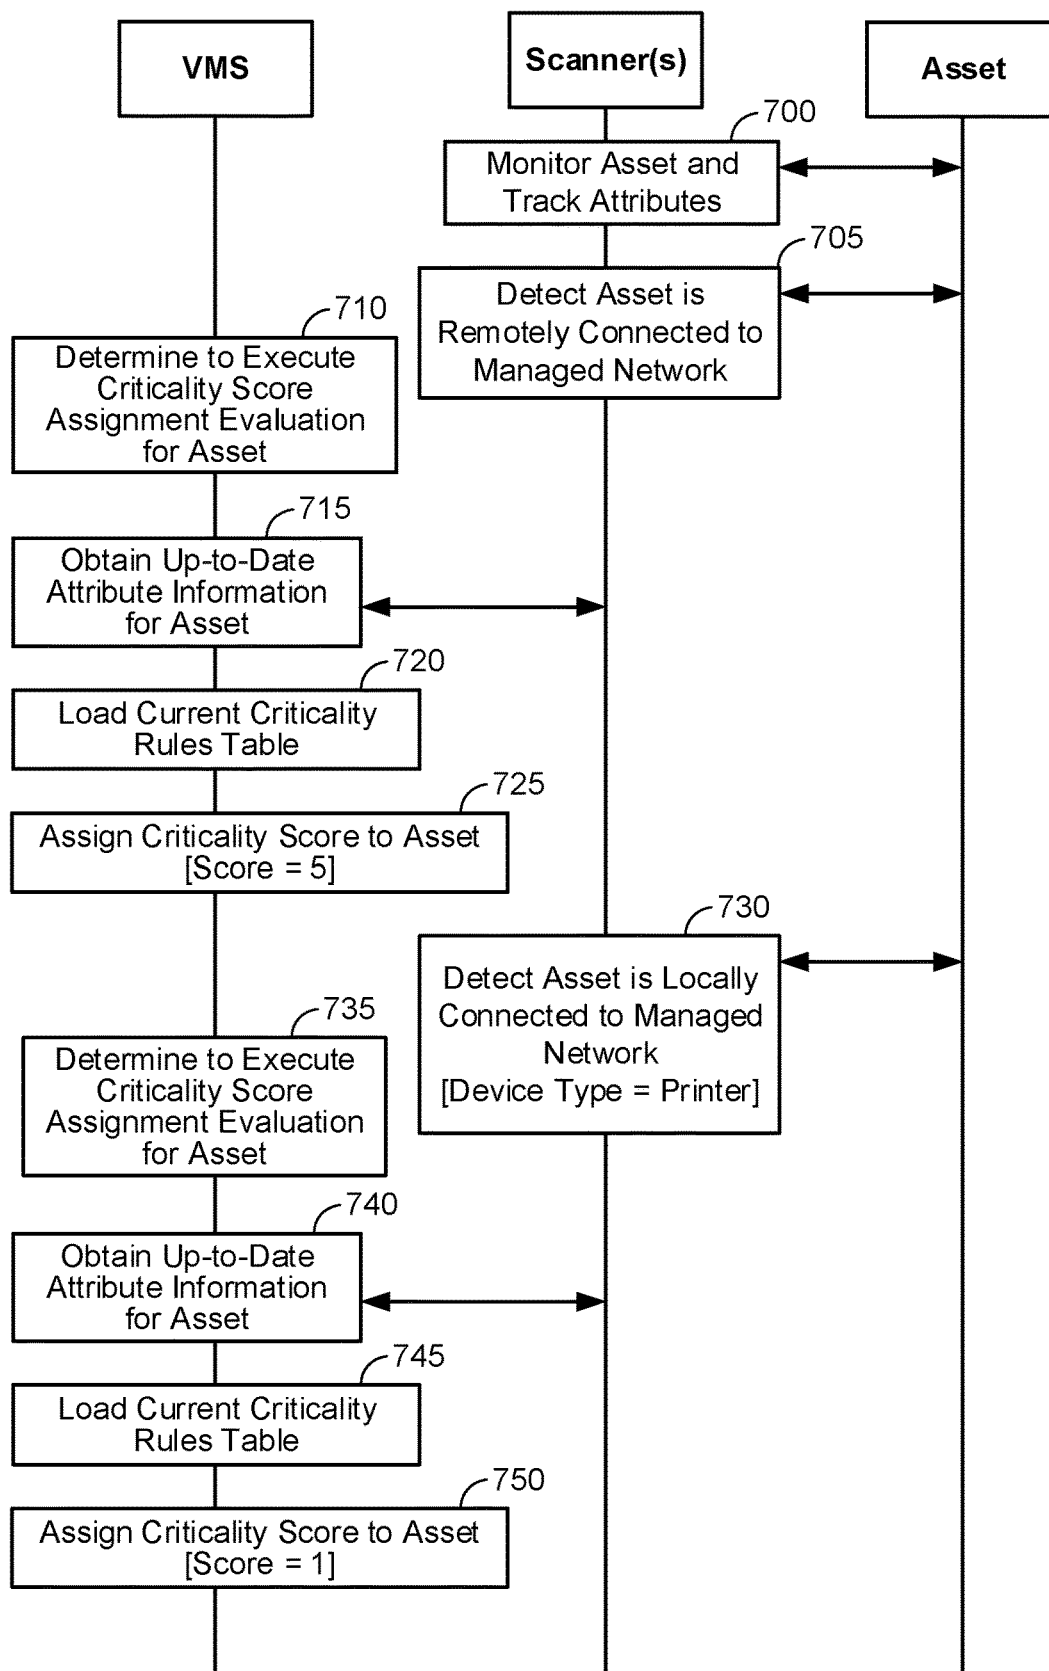 VMS
Scanner(s)
Asset
700
Monitor Asset and
Track Attributes
705
Detect Asset is
Remotely Connected to
Managed Network
710
Determine to Execute
Criticality Score
Assignment Evaluation
for Asset
715
Obtain Up-to-Date
Attribute Information
for Asset
720
Load Current Criticality
Rules Table
725
Assign Criticality Score to Asset
[Score = 5]
730
Detect Asset is Locally
Connected to Managed
Network
[Device Type = Printer]
735
Determine to Execute
Criticality Score
Assignment Evaluation
for Asset
740
Obtain Up-to-Date
Attribute Information
for Asset
745
Load Current Criticality
Rules Table
750
Assign Criticality Score to Asset
[Score = 1]